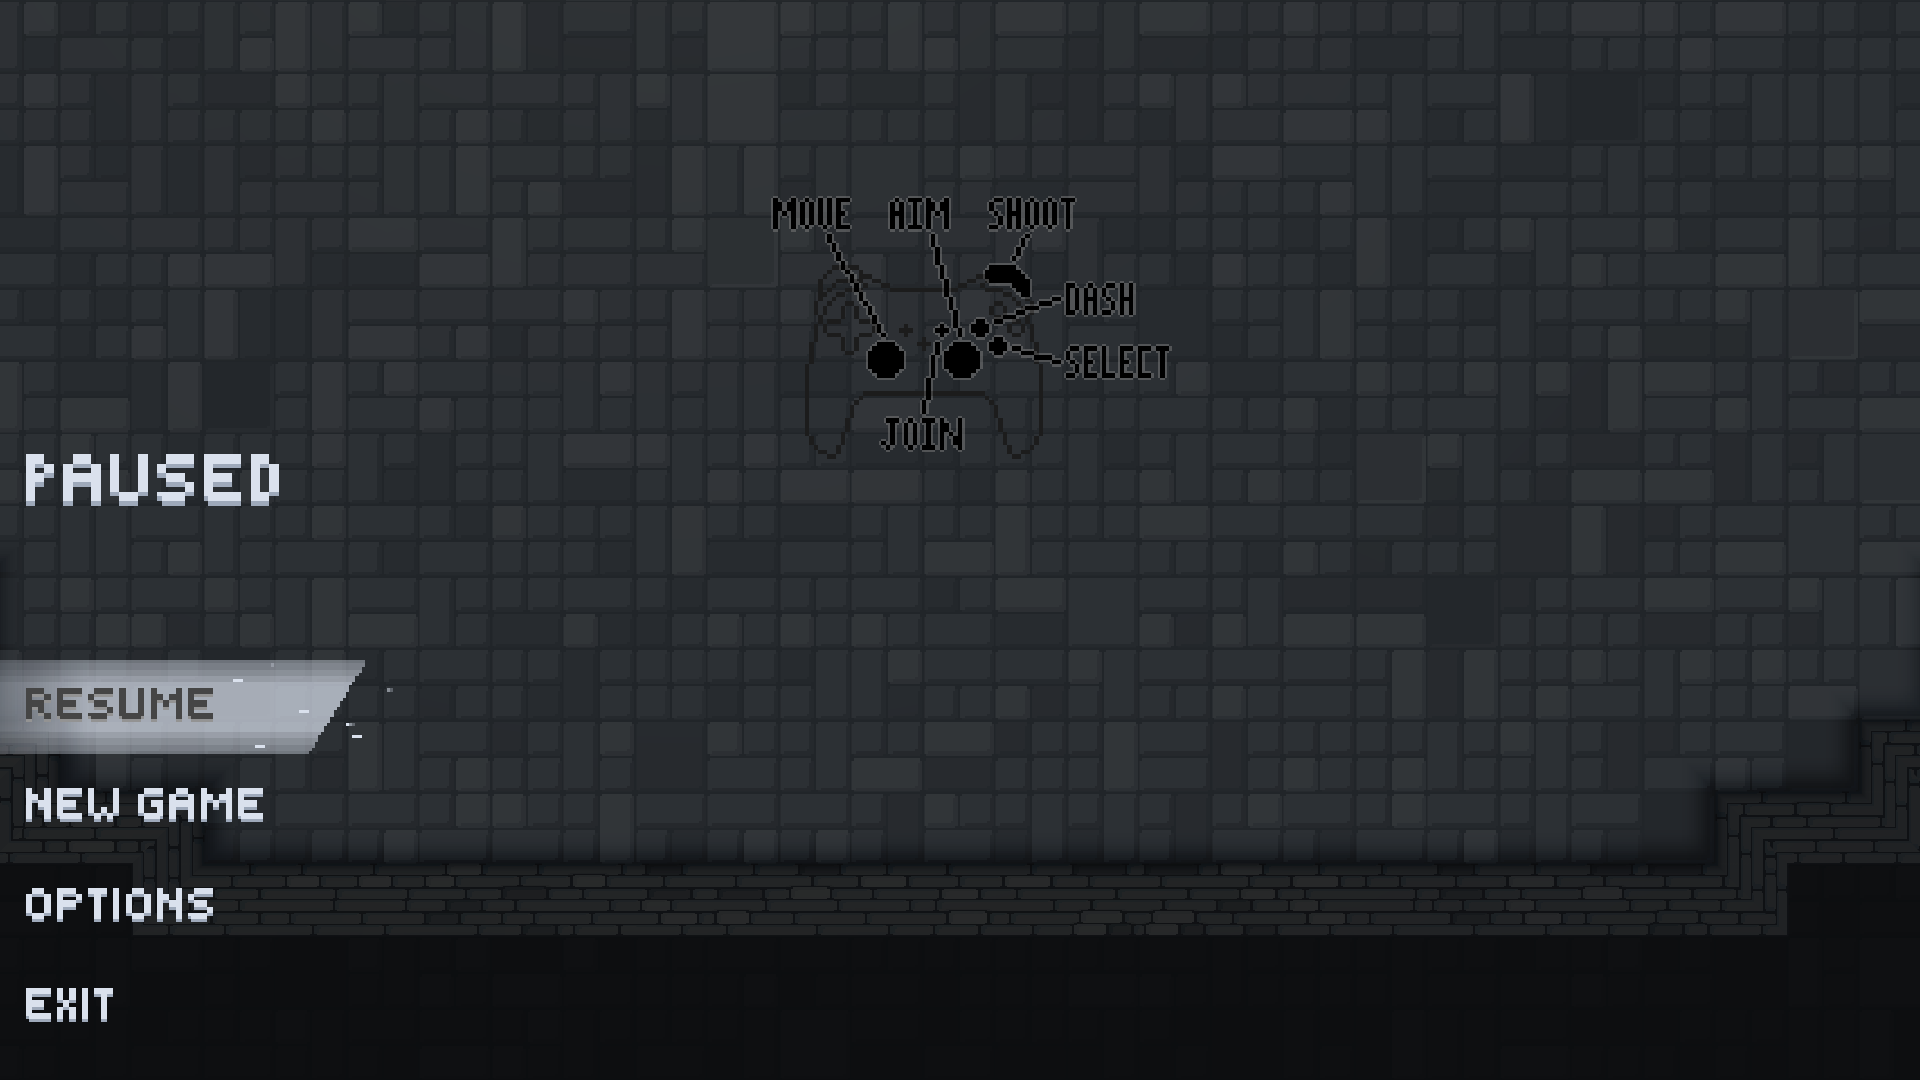 MOVE AIM SHOOT
DASH
SELECT
JOIN
PAUSED
RESUME
NEW GAME
OPTIONS
EXIT